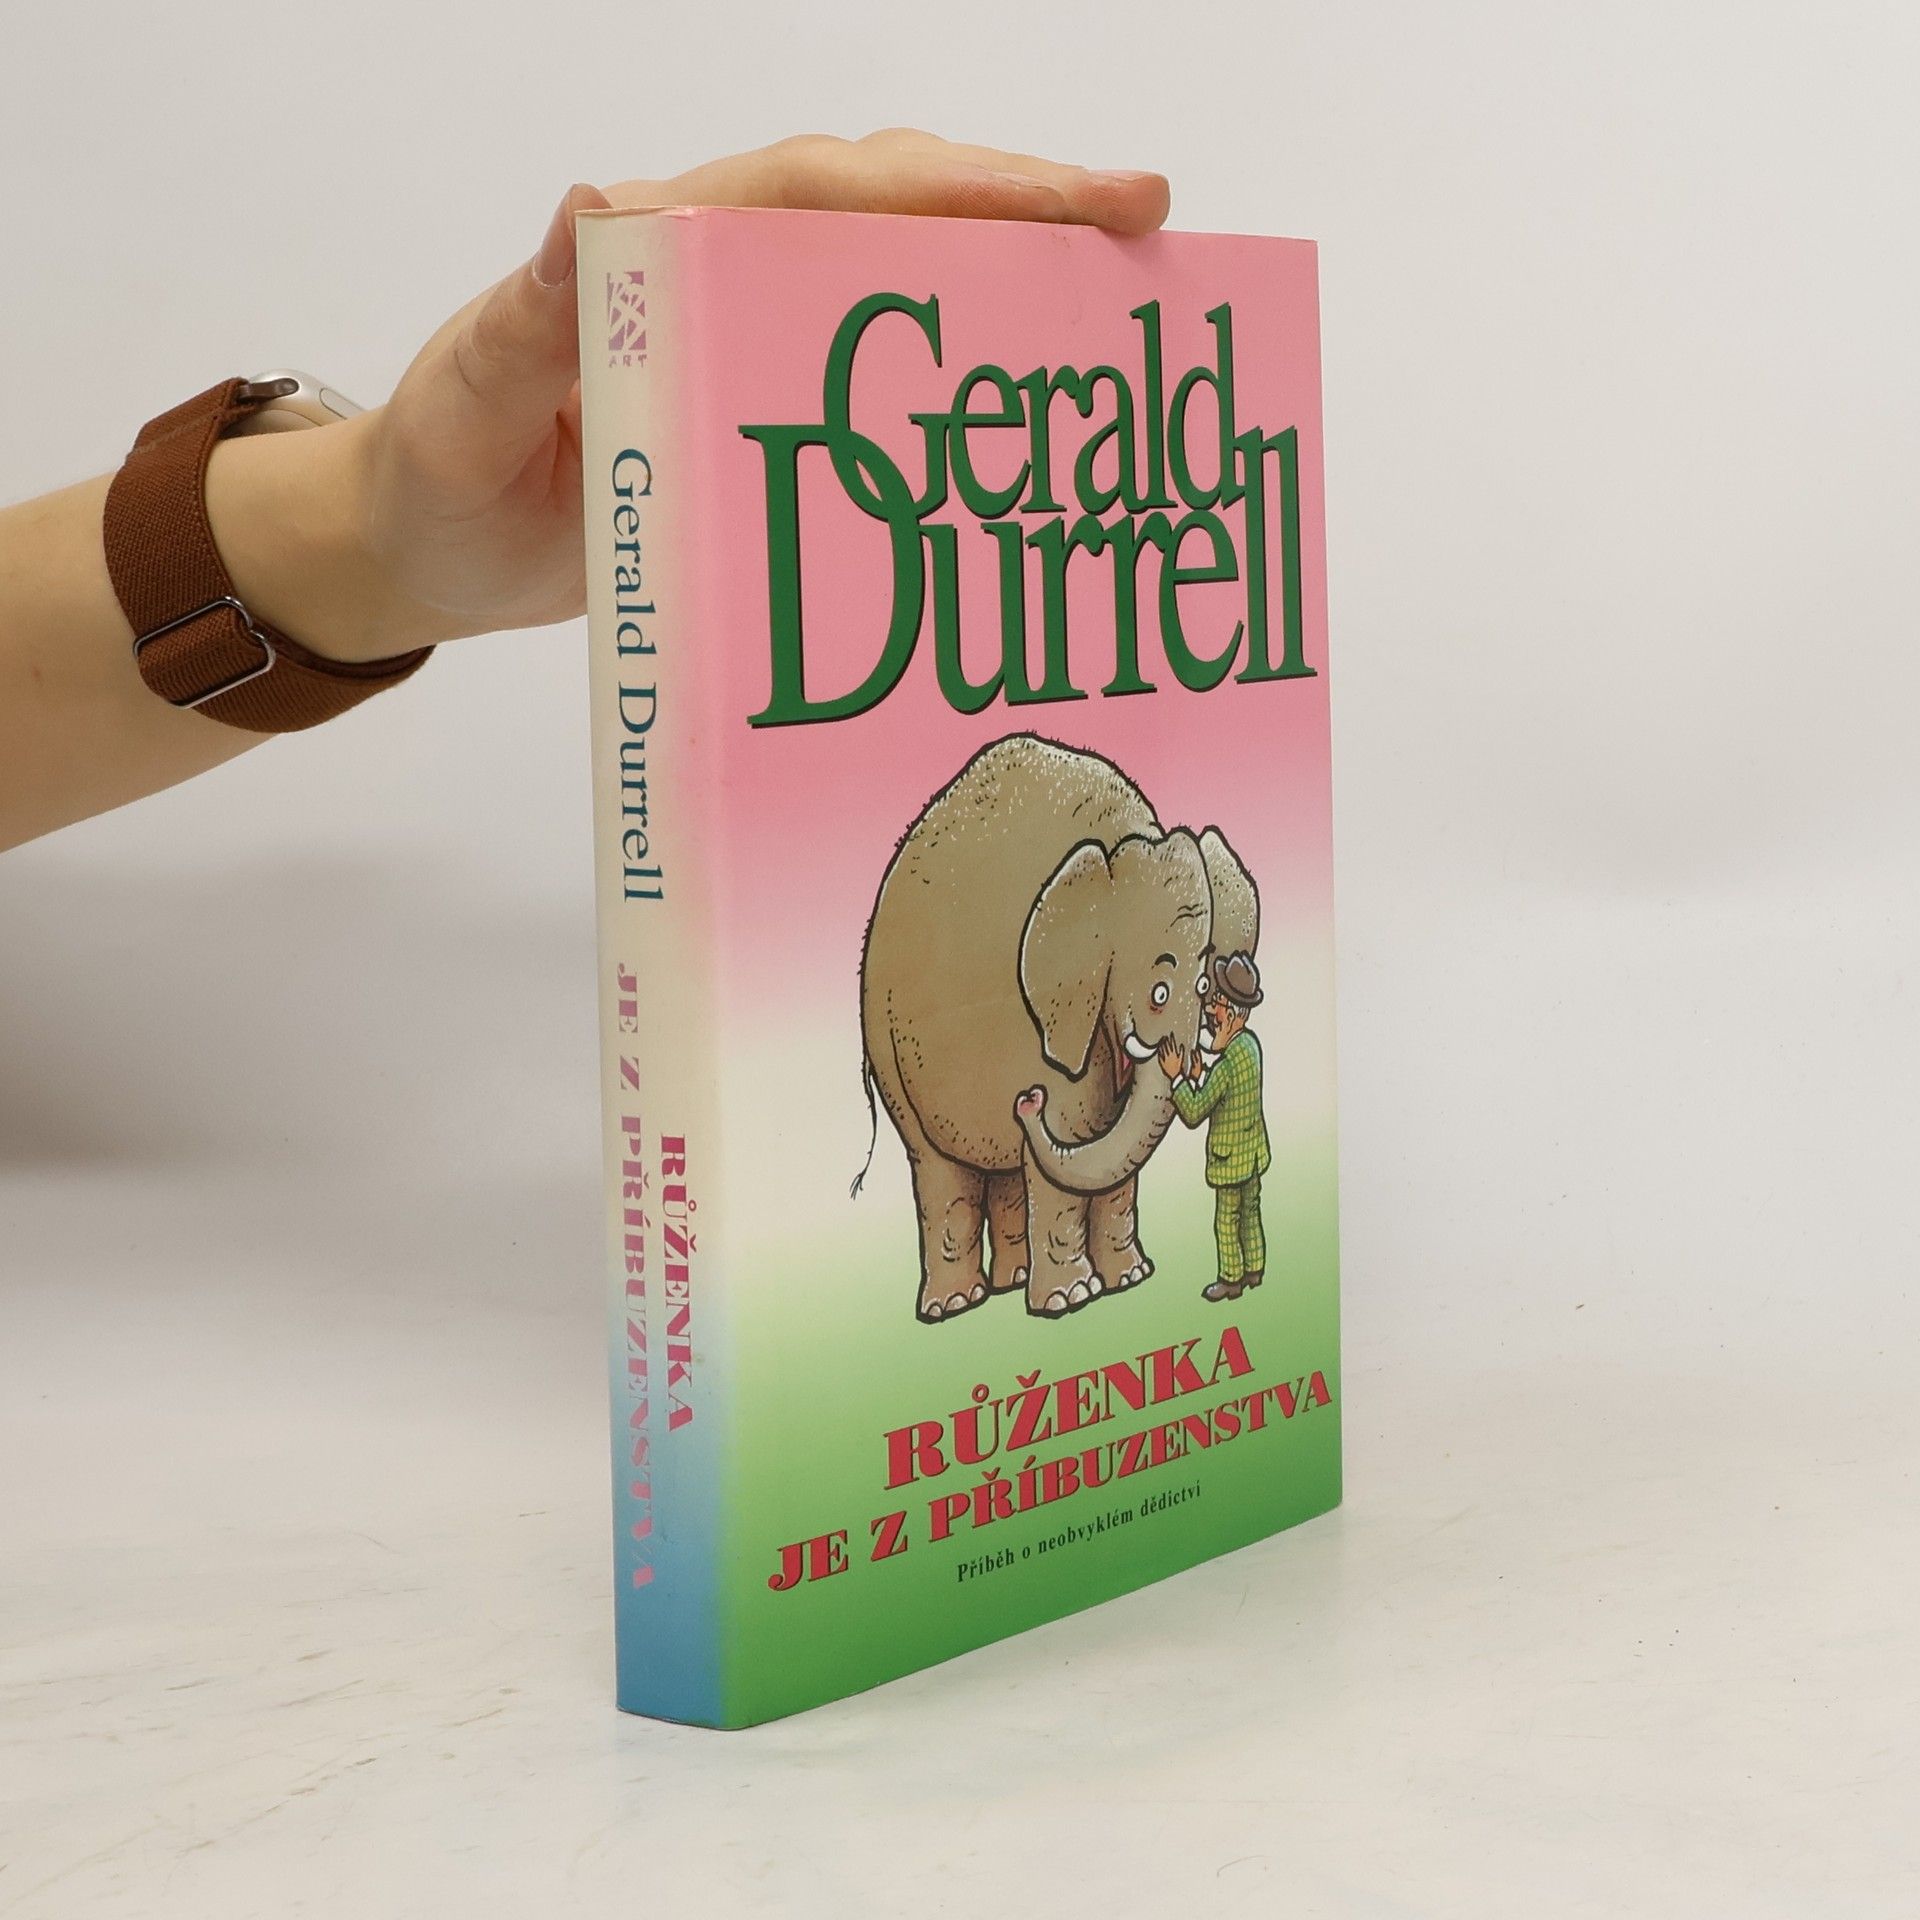 ART
Gerald Durrell
RŮŽENKA
JE Z PŘÍBUZENSTVA
Gerald
Durrell
RŮŽENKA
JE Z PŘÍBUZENSTVA
Příběh o neobvyklém dědictví